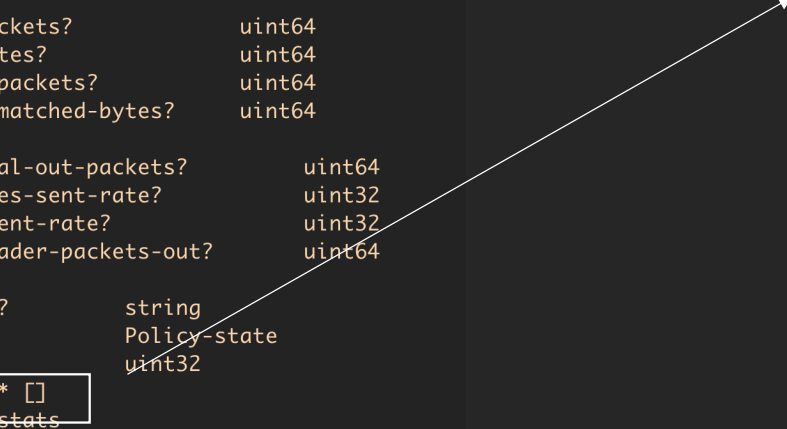 ckets? uint64
tes? uint64
packets? uint64
matched-bytes? uint64
al-out-packets? uint64
es-sent-rate? uint32
ent-rate? uint32
ader-packets-out? uint64
? string
Policy-state
uint32
* []
stats